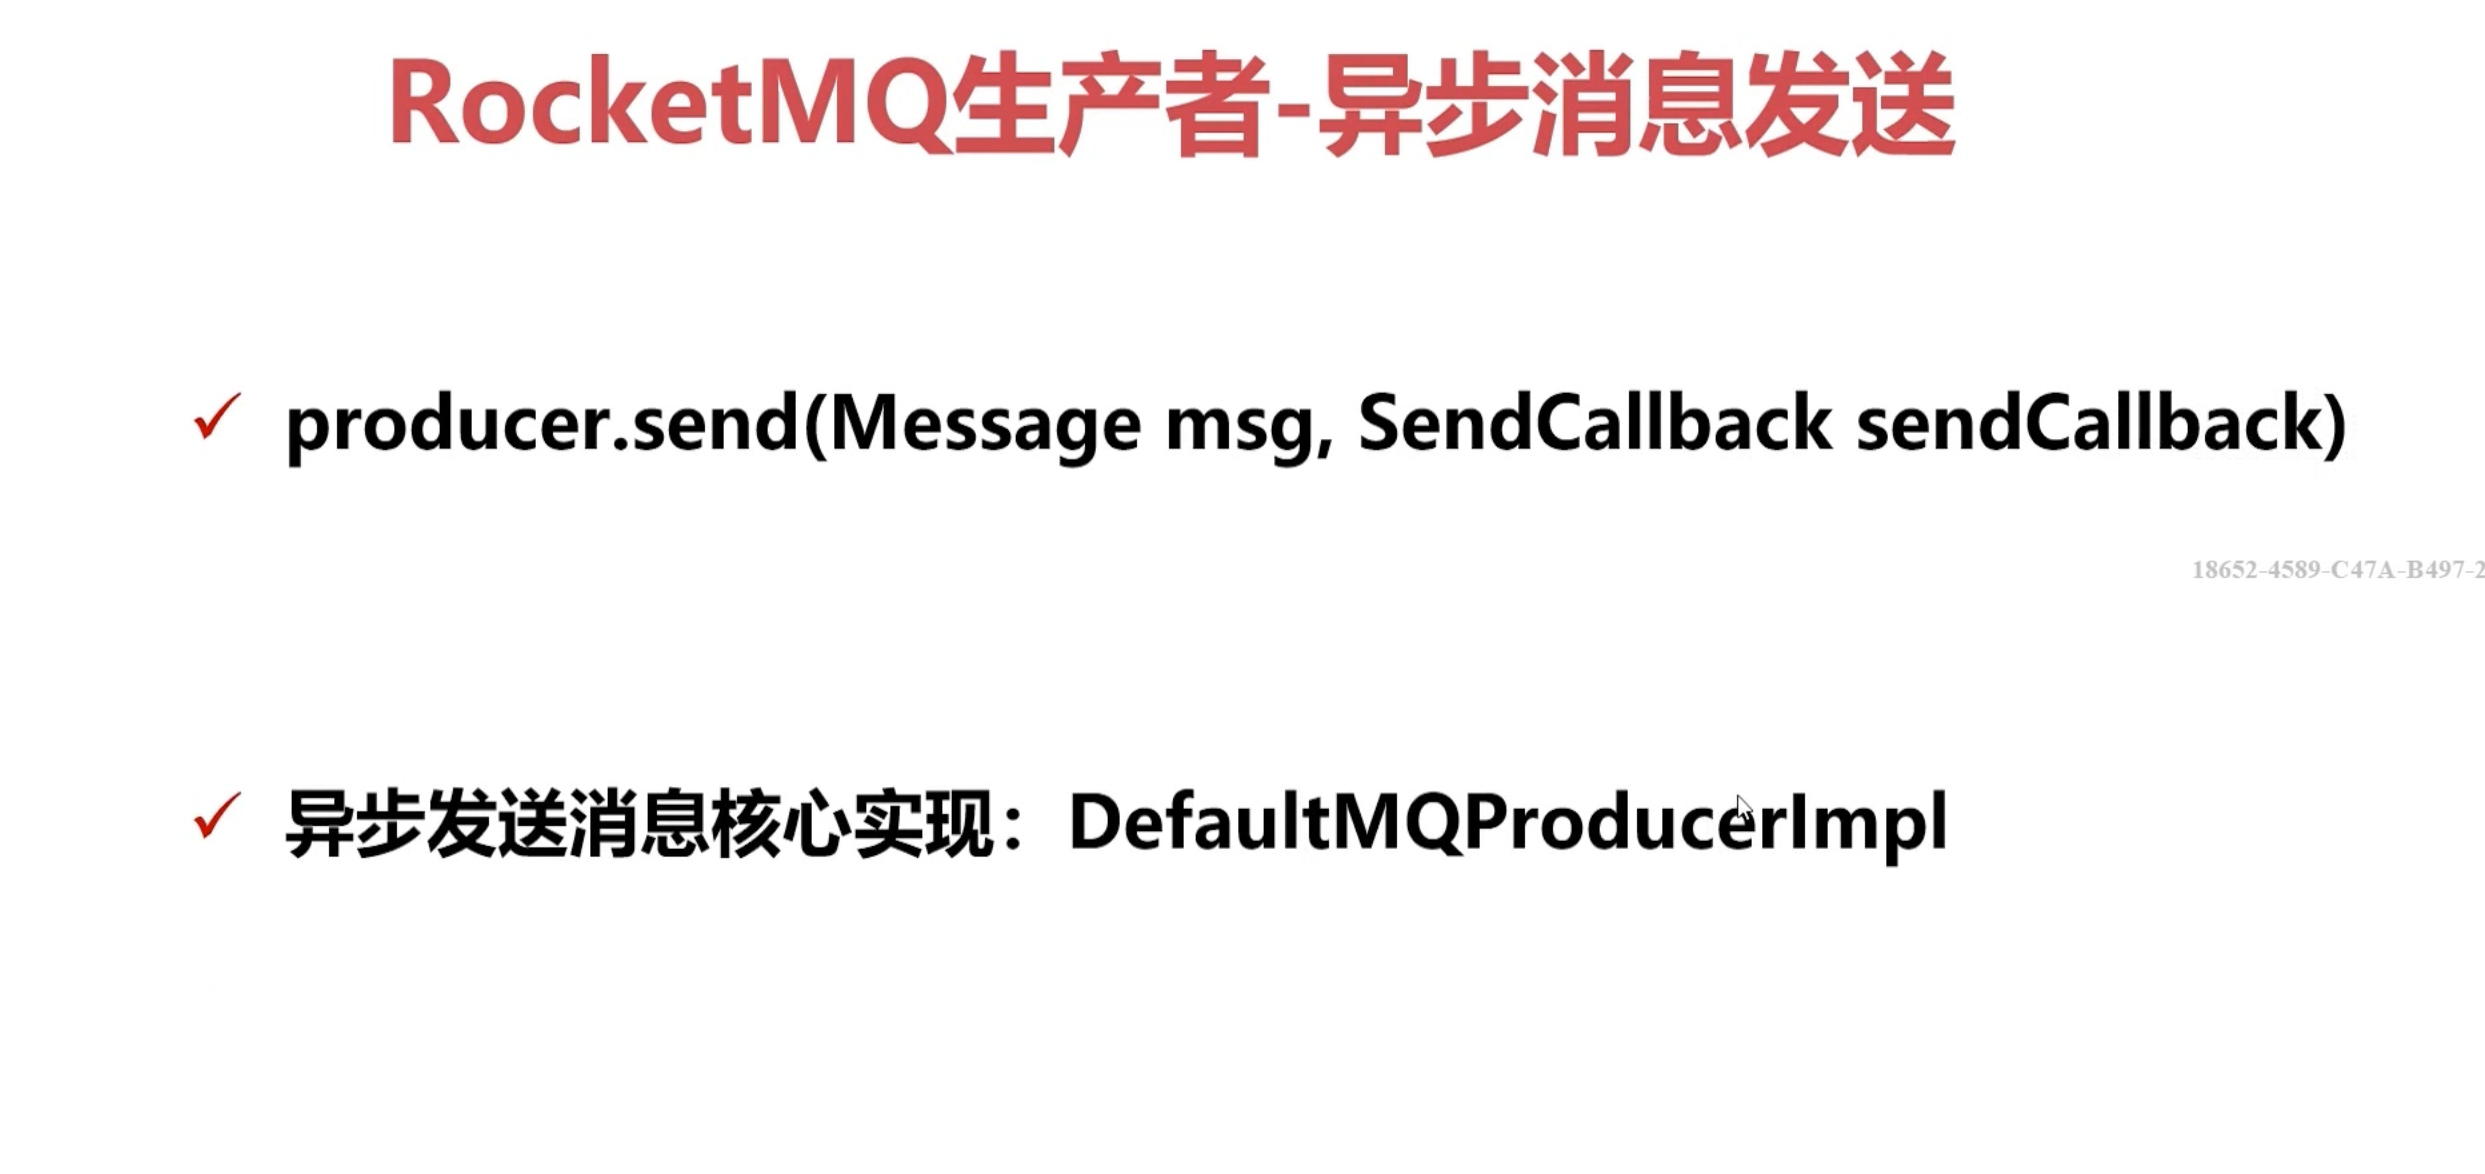 RocketMQ生产者-异步消息发送
producer.send(Message msg, SendCallback sendCallback)
18652-4589-C47A-B497-2
异步发送消息核心实现：DefaultMQProducerImpl